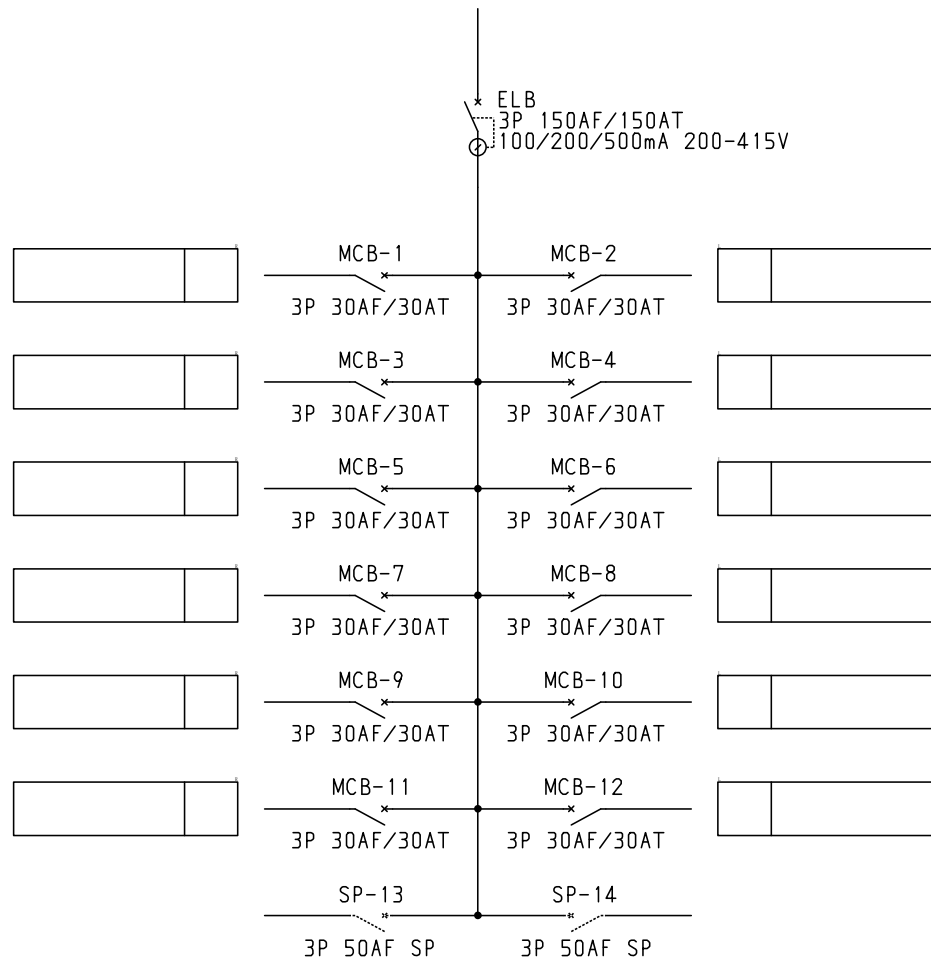 ELB
3P 150AF/150AT
100/200/500mA 200-415V
MCB-1 MCB-2
3P 30AF/30AT 3P 30AF/30AT
MCB-3 MCB-4
3P 30AF/30AT 3P 30AF/30AT
MCB-5 MCB-6
3P 30AF/30AT 3P 30AF/30AT
MCB-7 MCB-8
3P 30AF/30AT 3P 30AF/30AT
MCB-9 MCB-10
3P 30AF/30AT 3P 30AF/30AT
MCB-11 MCB-12
3P 30AF/30AT 3P 30AF/30AT
SP-13 SP-14
3P 50AF SP 3P 50AF SP